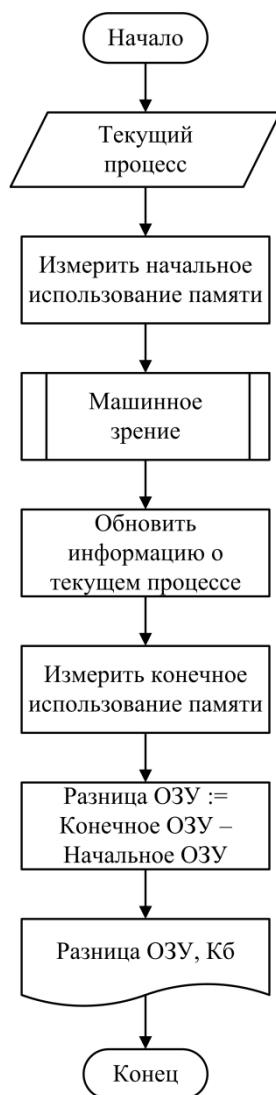 Начало
Текущий
процесс
Измерить начальное
использование памяти
Машинное
зрение
Обновить
информацию о
текущем процессе
Измерить конечное
использование памяти
Разница ОЗУ :=
Конечное ОЗУ –
Начальное ОЗУ
Разница ОЗУ, Кб
Конец